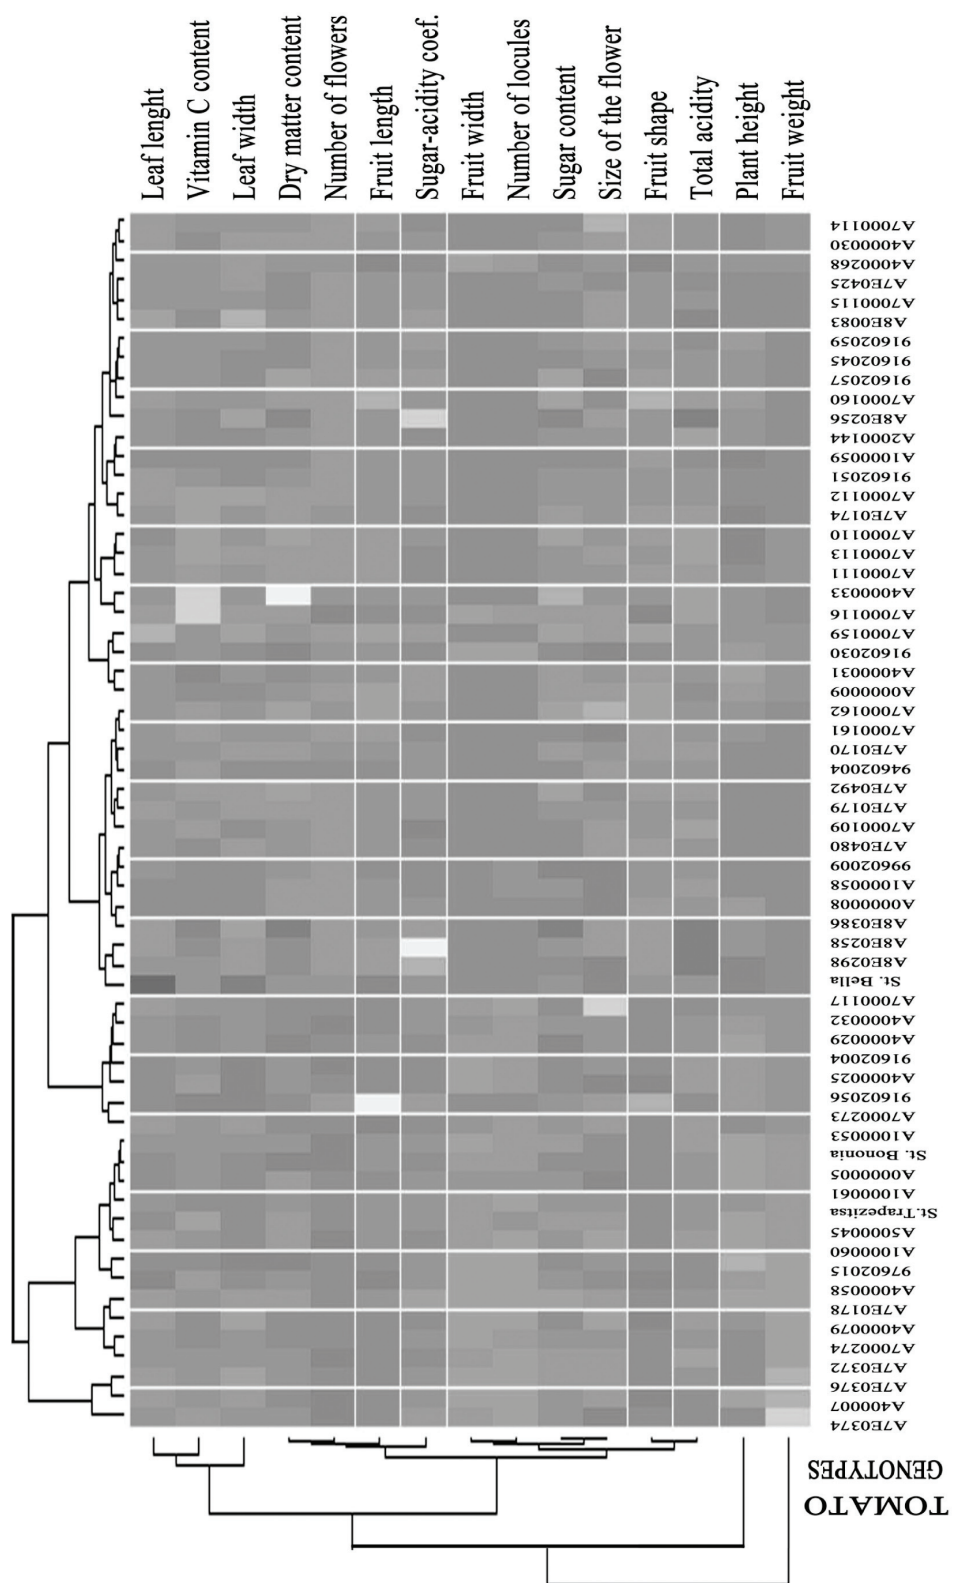 Leaf lenght
Vitamin C content
Leaf width
Dry matter content
Number of flowers
Fruit length
Sugar-acidity coef.
Fruit width
Number of locules
Sugar content
Size of the flower
Fruit shape
Total acidity
Plant height
Fruit weight
A7000114
A4000030
A4000268
A7E0425
A7000115
A8E0083
91602059
91602045
91602057
A7000160
A8E0256
A2000144
A1000059
91602051
A7000112
A7E0174
A7000110
A7000113
A7000111
A4000033
A7000116
A7000159
91602030
A4000031
A0000009
A7000162
A7000161
A7E0170
94602004
A7E0492
A7E0179
A7000109
A7E0480
99602009
A1000058
A0000008
A8E0386
A8E0258
A8E0298
St. Bella
A7000117
A4000032
A4000029
91602004
A4000025
91602056
A7000273
A1000053
St. Bononia
A0000005
A1000061
St.Trapezitsa
A5000045
A1000060
97602015
A4000058
A7E0178
A4000079
A7000274
A7E0372
A7E0376
A400007
A7E0374
TOMATO
GENOTYPES